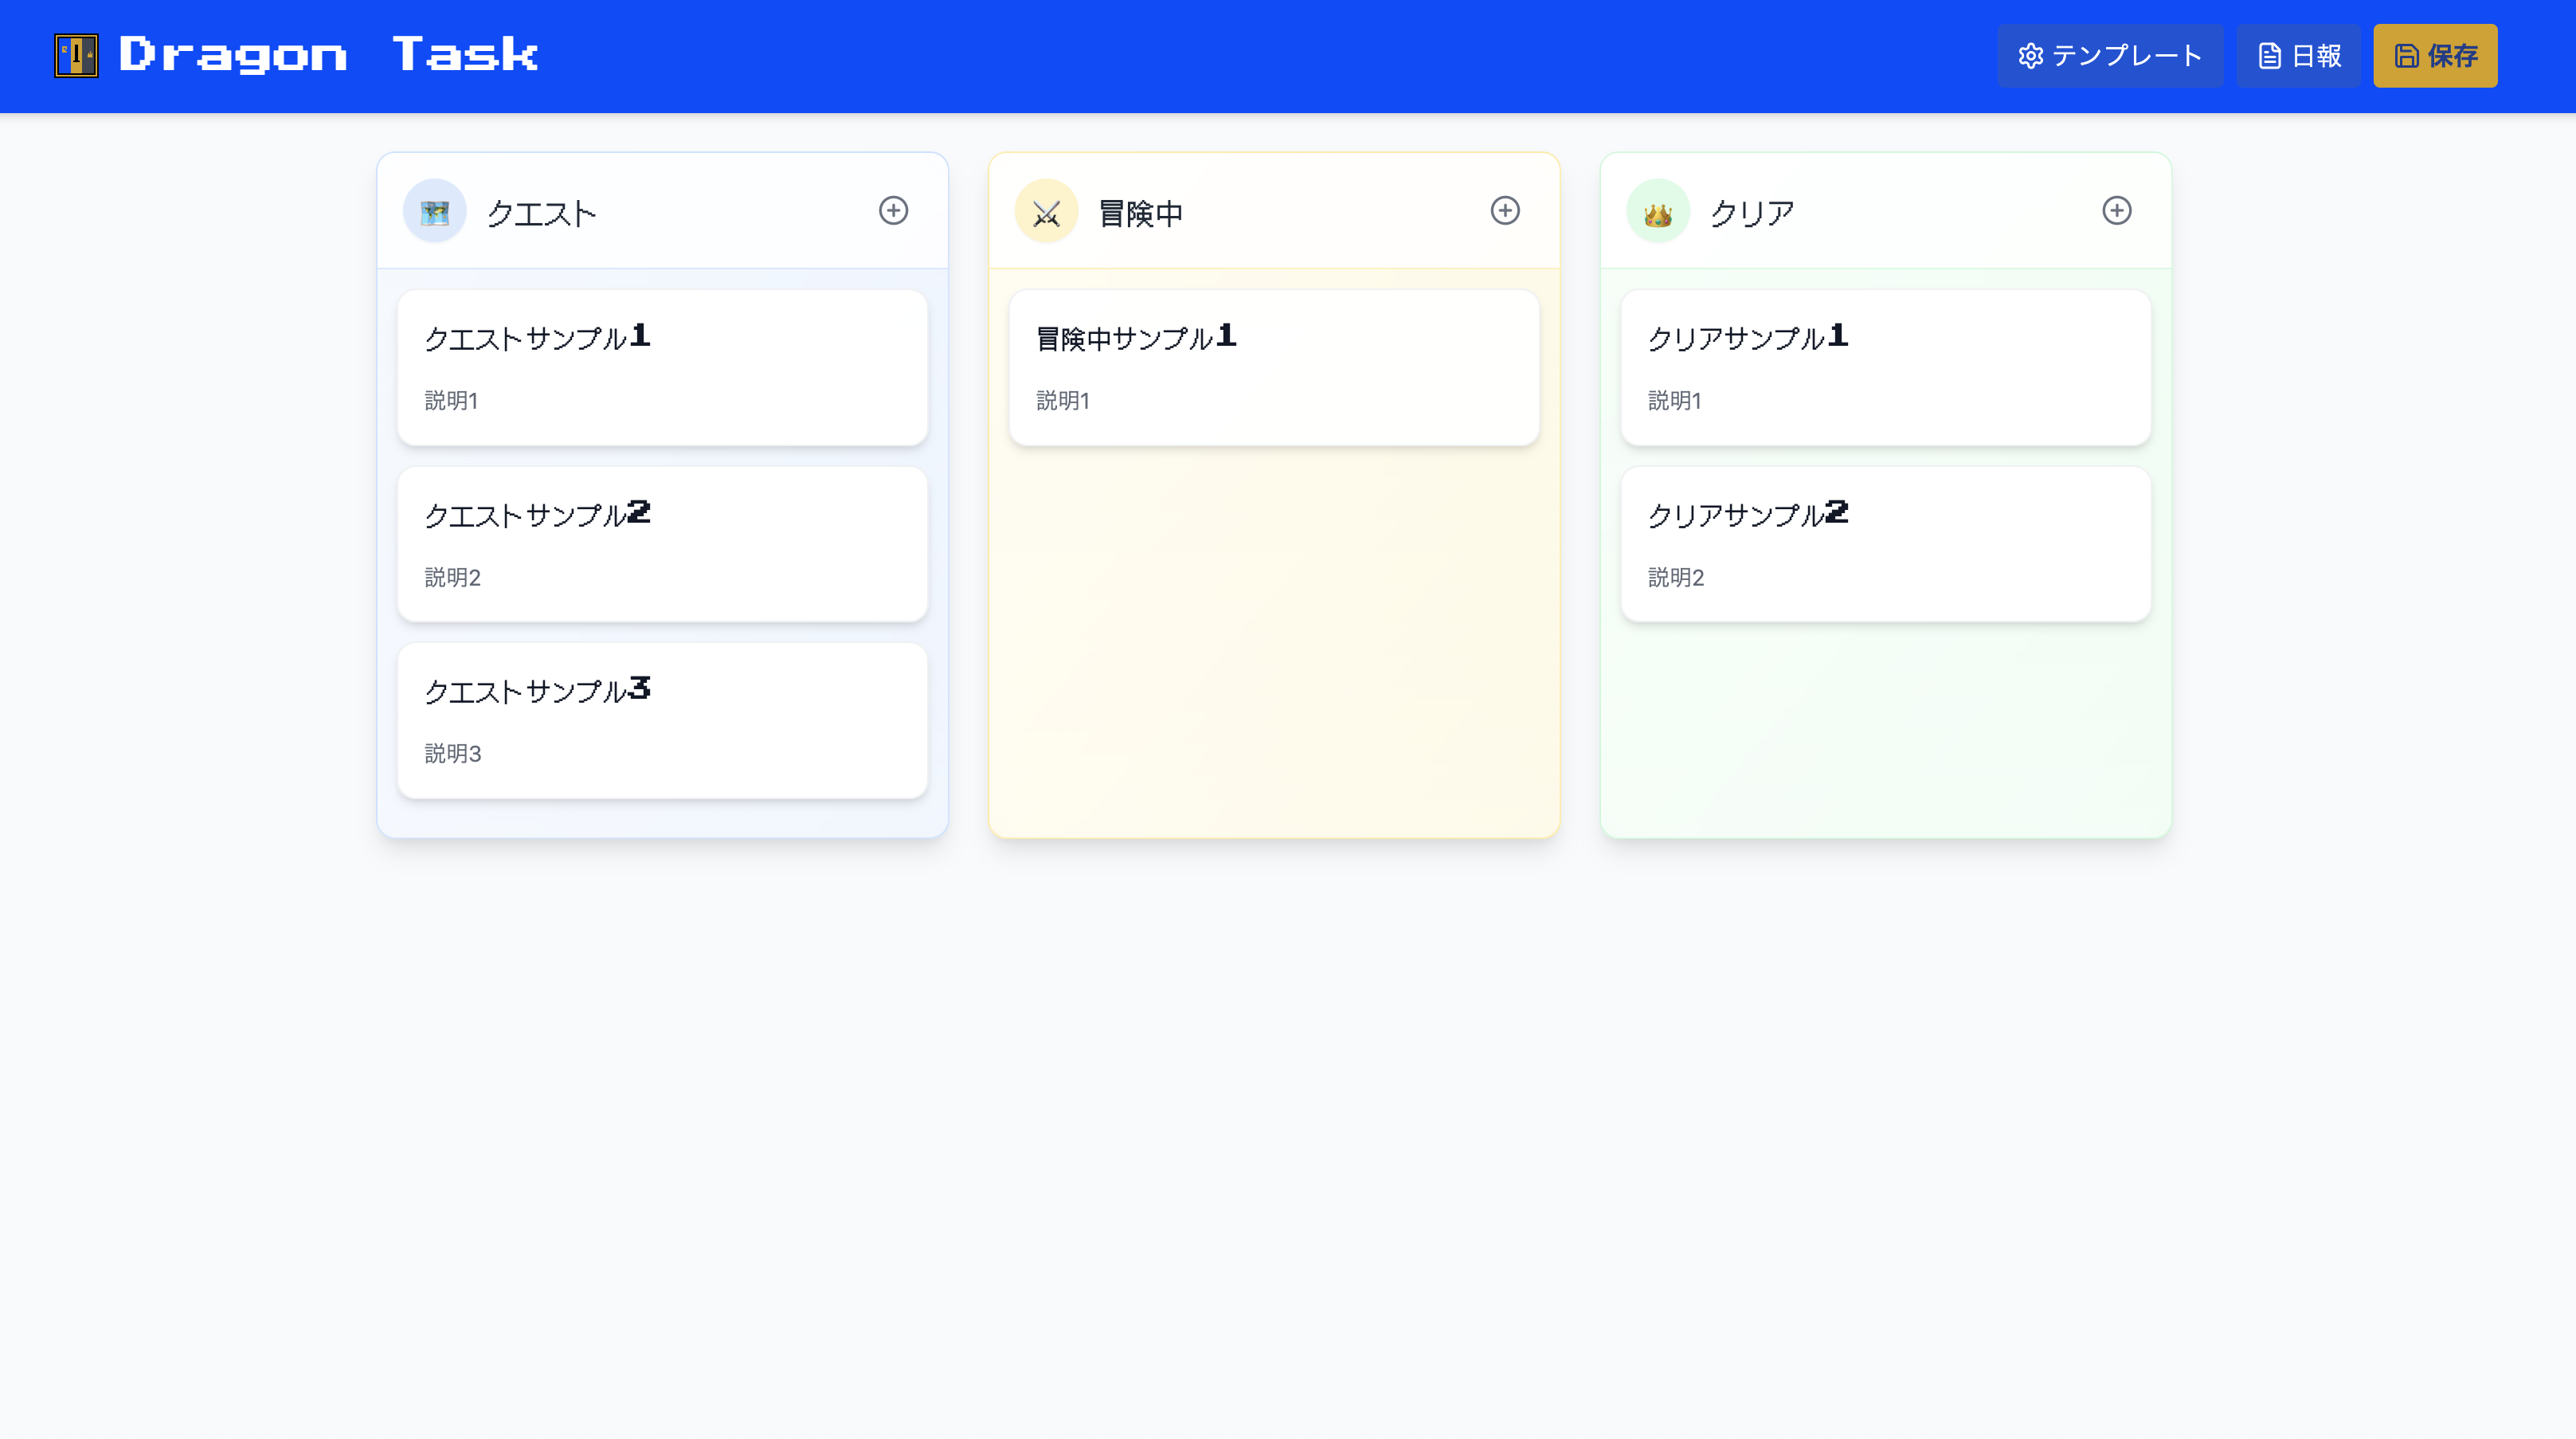 Dragon Task
テンプレート
日報
保存
クエスト
クエストサンプル1
説明1
クエストサンプル2
説明2
クエストサンプル3
説明3
冒険中
冒険中サンプル1
説明1
クリア
クリアサンプル1
説明1
クリアサンプル2
説明2